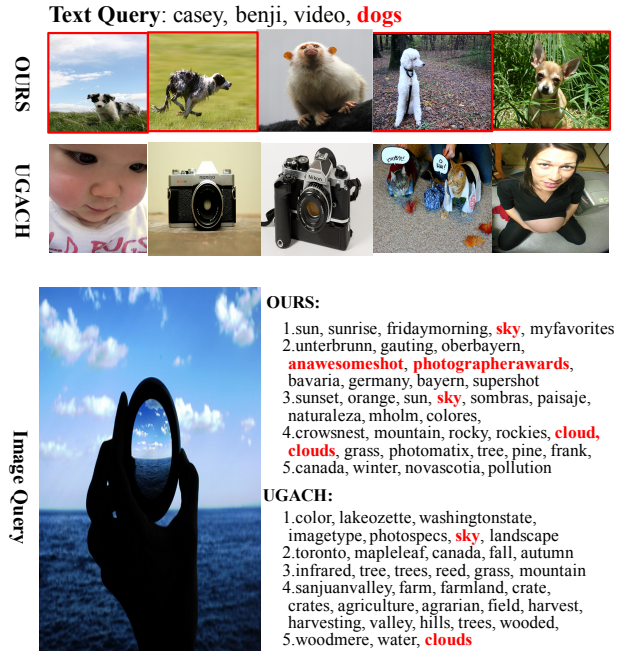 Text Query: casey, benji, video, dogs
OURS
UGACH
Nikon
Image Query
OURS:
1.sun, sunrise, fridaymorning, sky, myfavorites
2.unterbrunn, gauting, oberbayern,
anawesomeshot, photographerawards,
bavaria, germany, bayern, supershot
3.sunset, orange, sun, sky, sombras, paisaje,
naturaleza, mholm, colores,
4.crowsnest, mountain, rocky, rockies, cloud,
clouds, grass, photomatix, tree, pine, frank,
5.canada, winter, novascotia, pollution
UGACH:
1.color, lakeozette, washingtonstate,
imagetype, photospecs, sky, landscape
2.toronto, mapleleaf, canada, fall, autumn
3.infrared, tree, trees, reed, grass, mountain
4.sanjuanvalley, farm, farmland, crate,
crates, agriculture, agrarian, field, harvest,
harvesting, valley, hills, trees, wooded,
5.woodmere, water, clouds